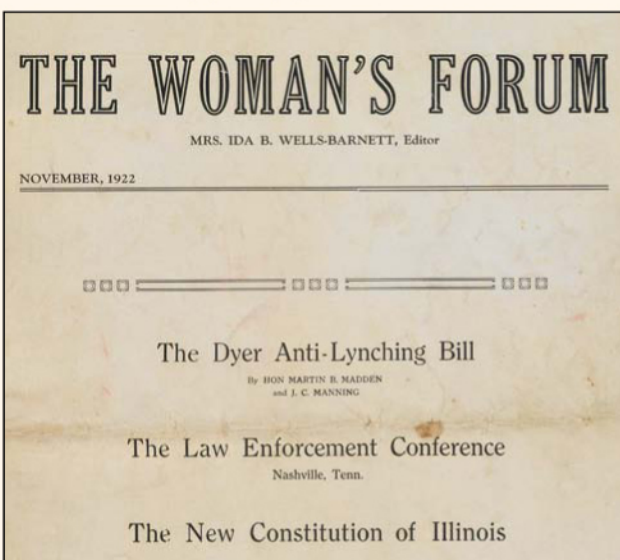 THE WOMAN'S FORUM
MRS. IDA B. WELLS-BARNETT, Editor
NOVEMBER, 1922
The Dyer Anti-Lynching Bill
By HON MARTIN B. MADDEN
and J. C. MANNING
The Law Enforcement Conference
Nashville, Tenn.
The New Constitution of Illinois